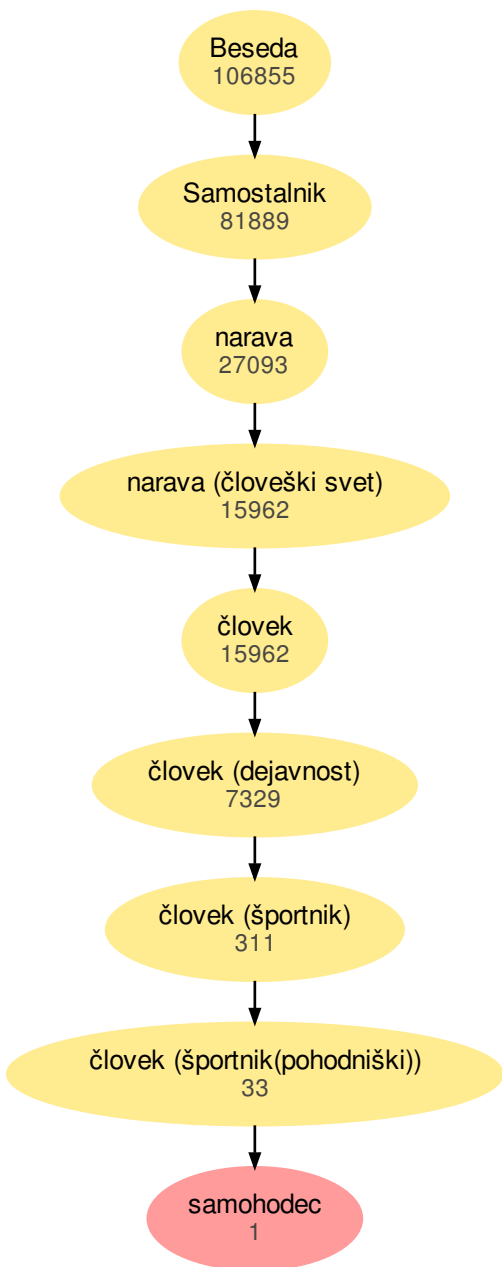 Beseda
106855
Samostalnik
81889
narava
27093
narava (človeški svet)
15962
človek
15962
človek (dejavnost)
7329
človek (športnik)
311
človek (športnik(pohodniški))
33
samohodec
1